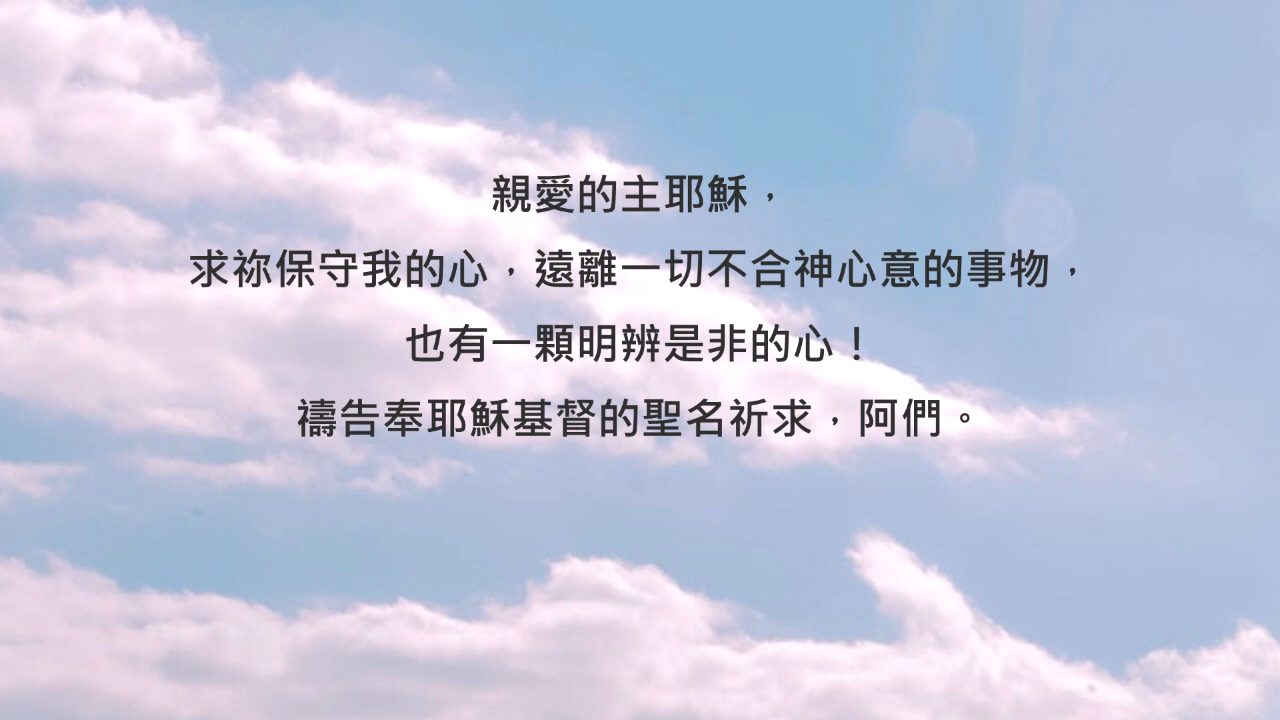 親愛的主耶穌，
求祢保守我的心，遠離一切不合神心意的事物，
也有一顆明辨是非的心！
禱告奉耶穌基督的聖名祈求，阿們。